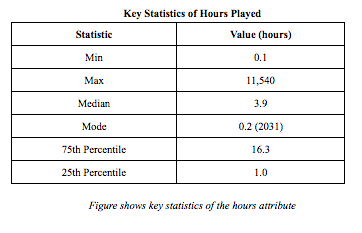 Key Statistics of Hours Played
Statistic Value (hours)
Min 0.1
Max 11,540
Median 3.9
Mode 0.2 (2031)
75th Percentile 16.3
25th Percentile 1.0
Figure shows key statistics of the hours attribute